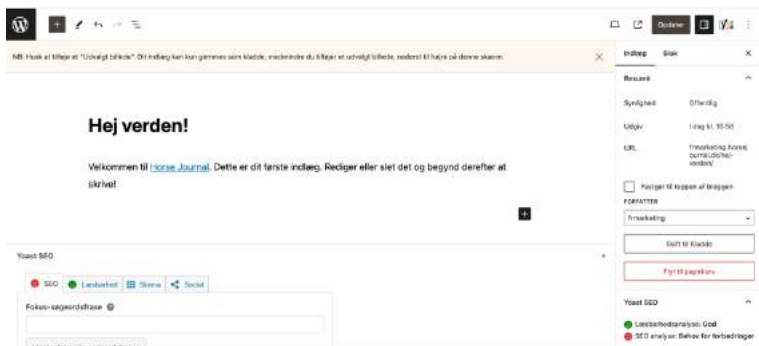 Opdater
NB. Husk at tilføje et "Udvalgt billede". Dit indlæg kan kun gemmes som kladde, medmindre du tilføjer et udvalgt billede, nederst til højre på denne skærm.
Hej verden!
Velkommen til Horse Journal. Dette er dit første indlæg. Rediger eller slet det og begynd derefter at
skrive!
Yoast SEO
SEO
Læsbarhed
Skema
Social
Fokus-søgeordsfrase
Indlæg
Blok
Resumé
Synlighed
Offentlig
Udgiv
I dag kl. 16:58
URL
Fastgør til toppen af bloggen
FORFATTER
frmarketing
Skift til Kladde
Flyt til papirkurv
Yoast SEO
Læsbarhedsanalyse: God
SEO analyse: Behov for forbedringer